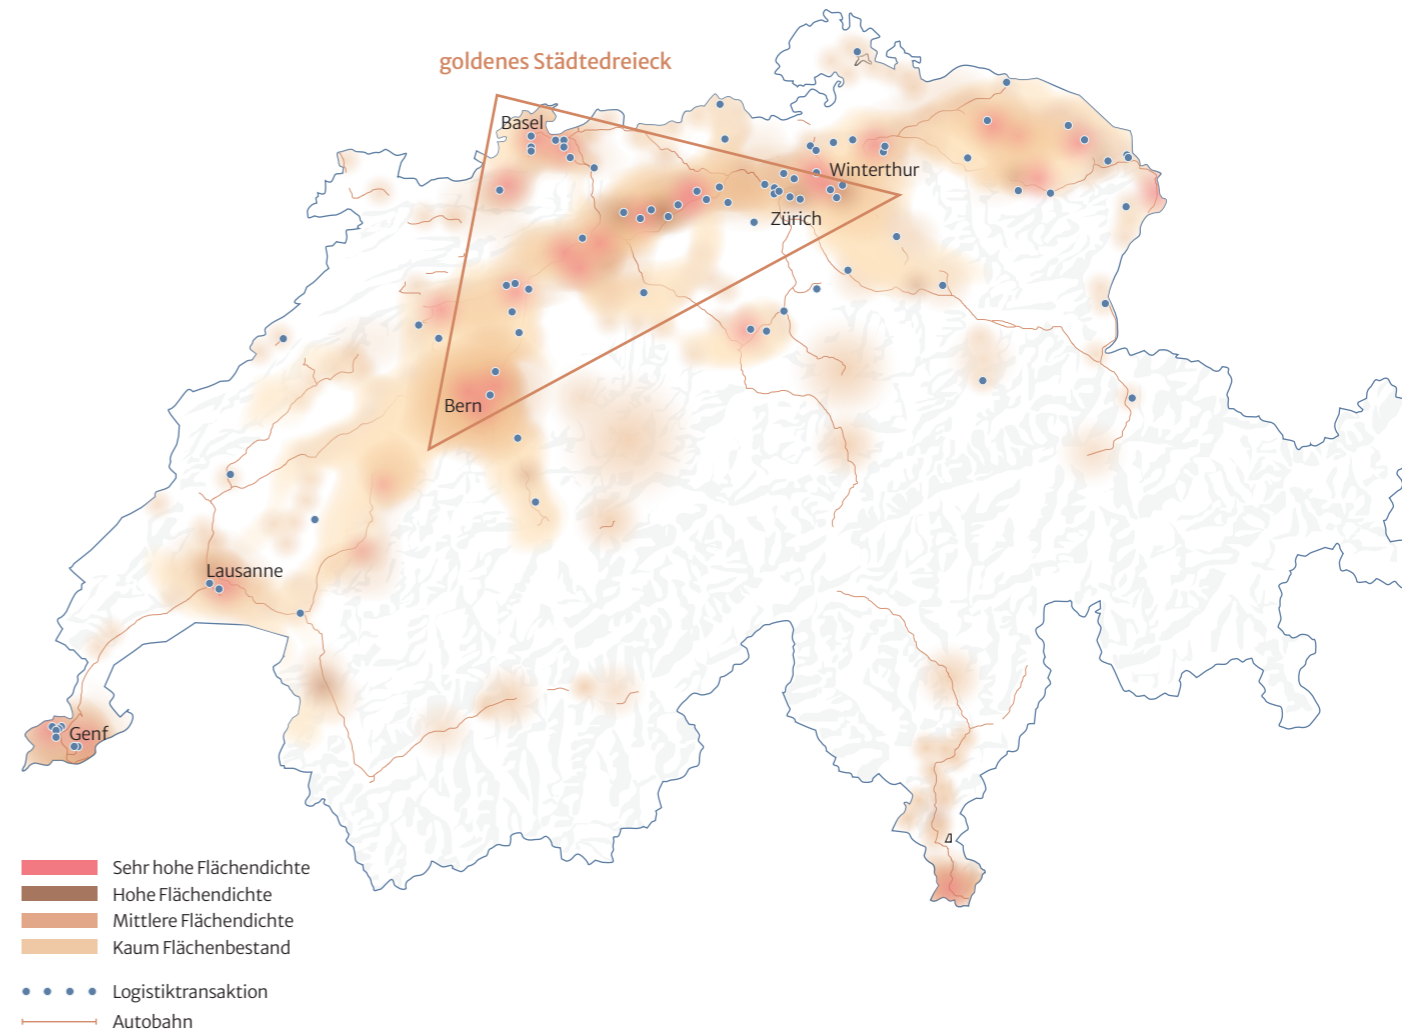 goldenes Städtedreieck
Basel
Winterthur
Zürich
Bern
Lausanne
Genf
Sehr hohe Flächendichte
Hohe Flächendichte
Mittlere Flächendichte
Kaum Flächenbestand
Logistiktransaktion
Autobahn